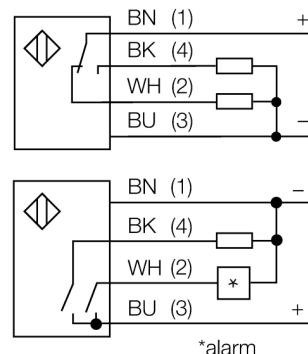 BN (1) +
BK (4)
WH (2)
BU (3) −
BN (1) −
BK (4)
WH (2) *
BU (3) +
*alarm